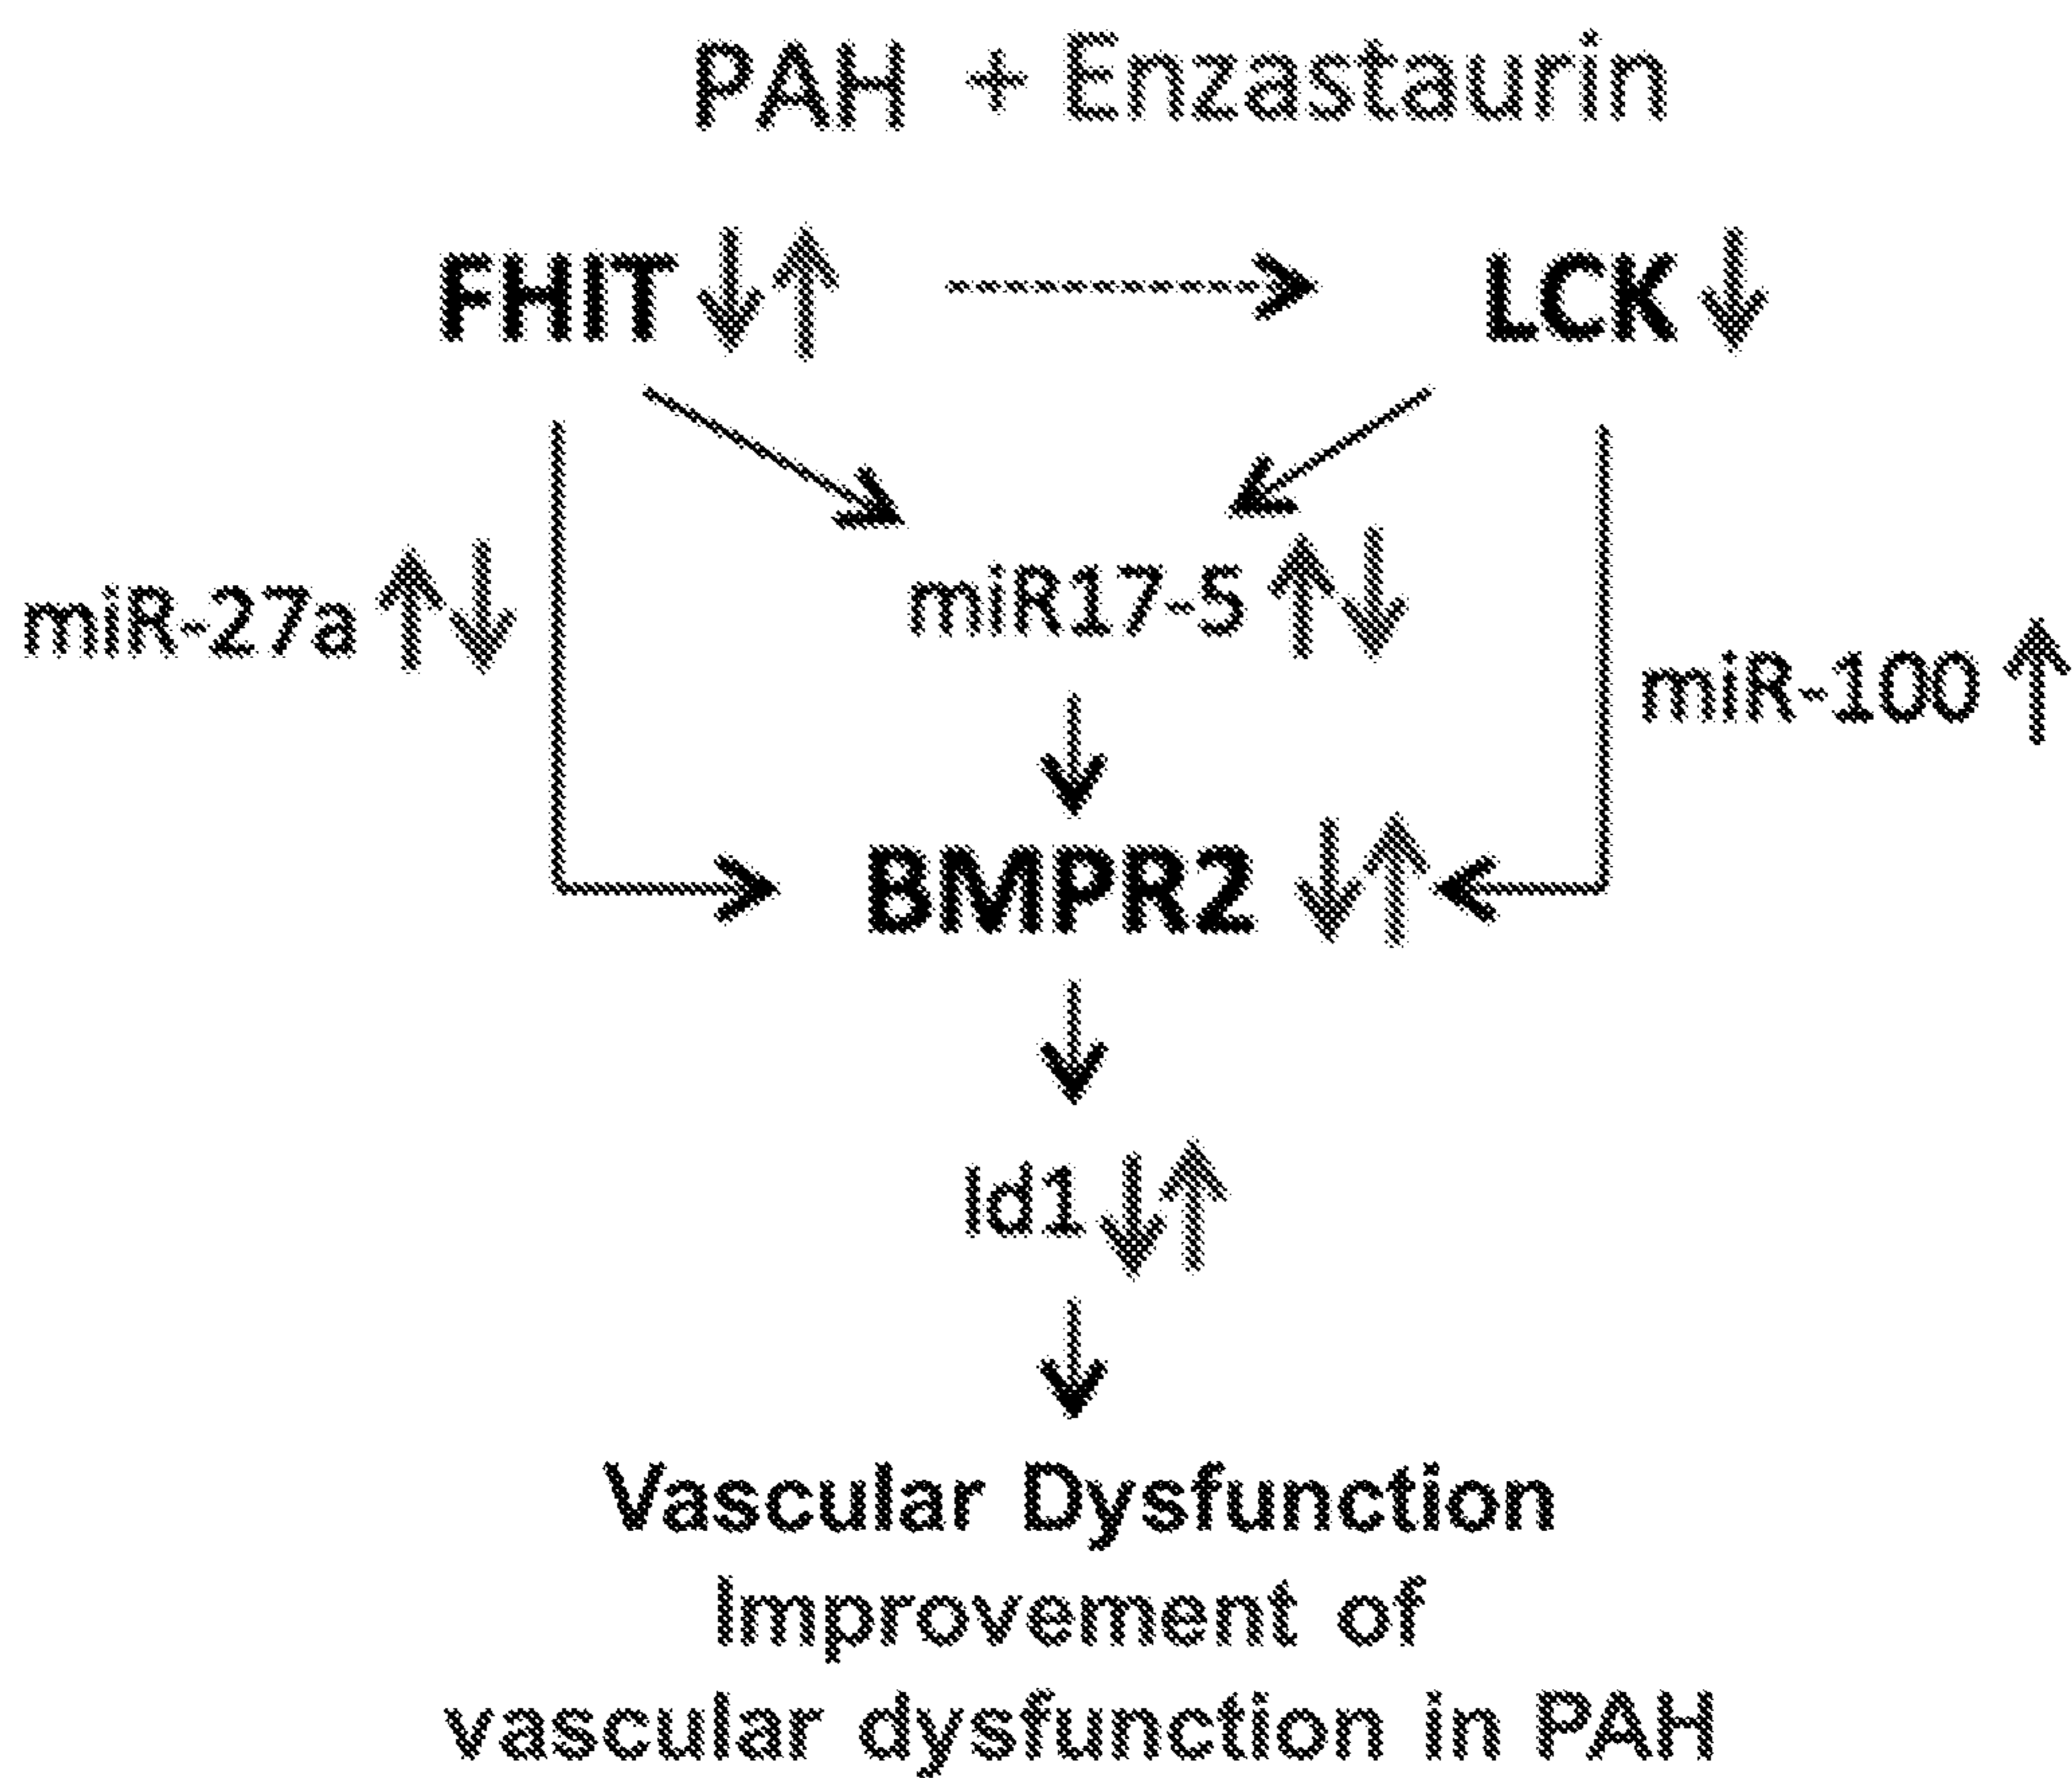 PAH + Enzastaurin
FHIT ↓↑ LCK ↓
miR-27a ↑↓
miR17-5 ↑↓
miR-100 ↑
BMPR2 ↓↑
Id1 ↓↑
Vascular Dysfunction
Improvement of
vascular dysfunction in PAH